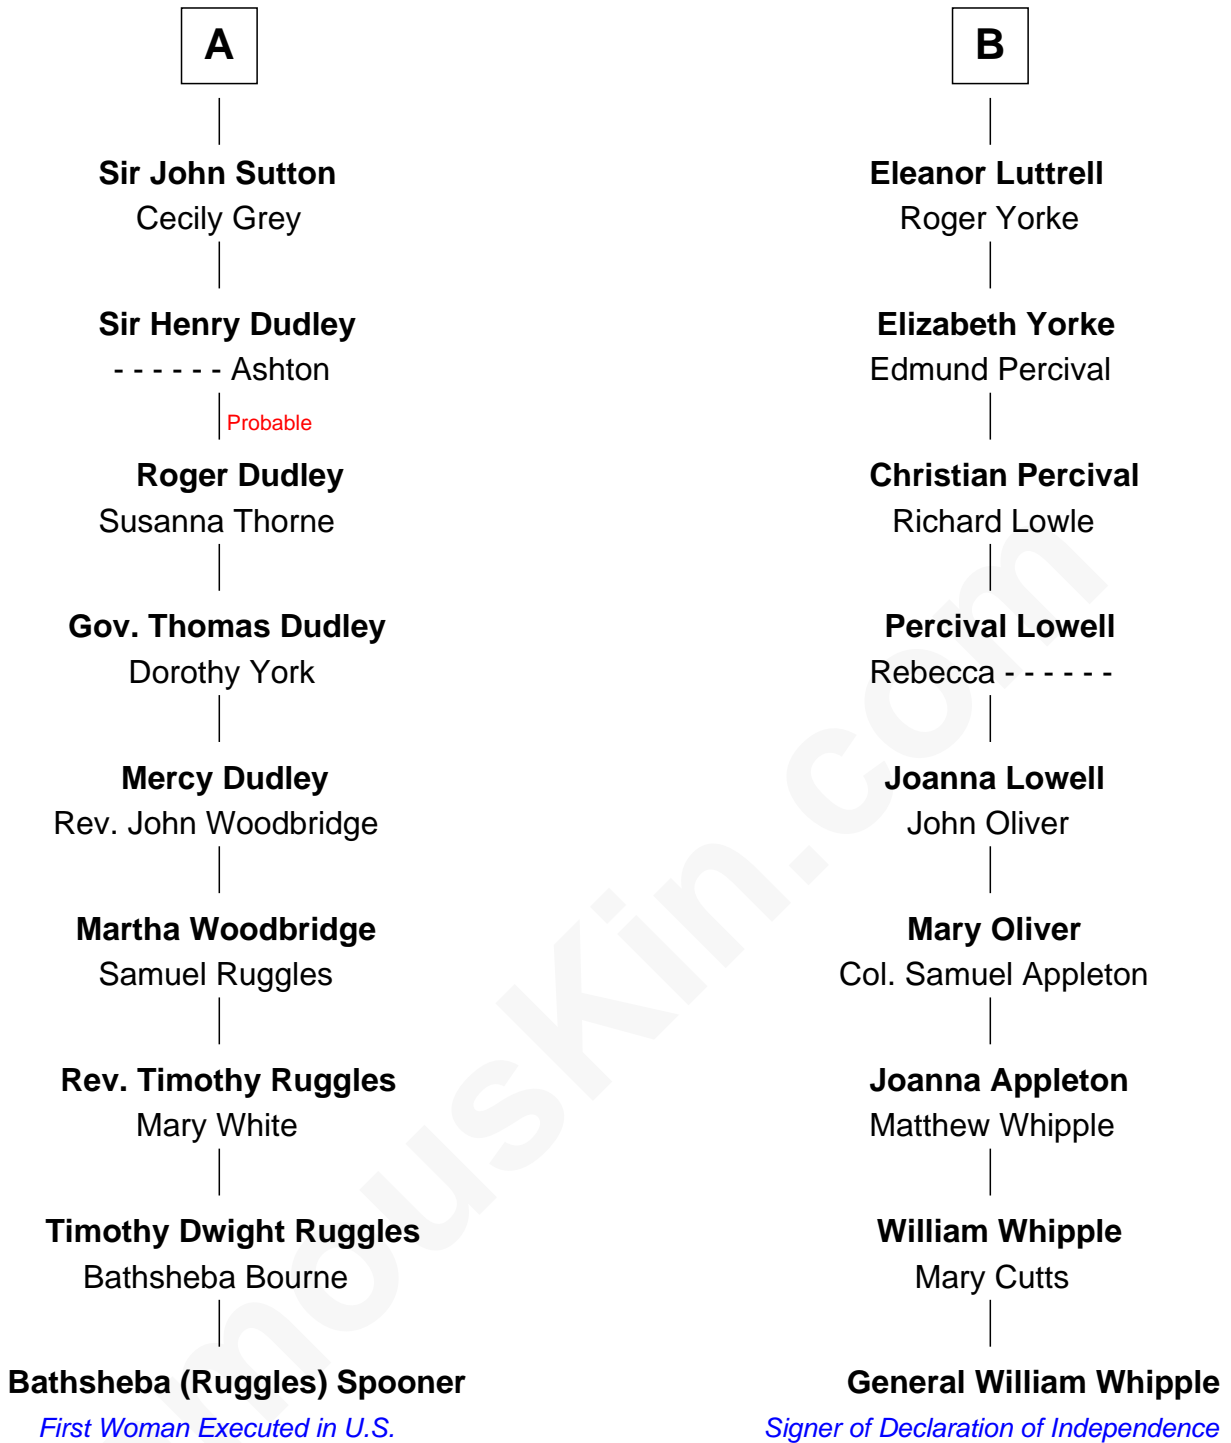 A
Sir John Sutton
Cecily Grey
Sir Henry Dudley
- - - - - - Ashton
Probable
Roger Dudley
Susanna Thorne
Gov. Thomas Dudley
Dorothy York
Mercy Dudley
Rev. John Woodbridge
Martha Woodbridge
Samuel Ruggles
Rev. Timothy Ruggles
Mary White
Timothy Dwight Ruggles
Bathsheba Bourne
Bathsheba (Ruggles) Spooner
First Woman Executed in U.S.
B
Eleanor Luttrell
Roger Yorke
Elizabeth Yorke
Edmund Percival
Christian Percival
Richard Lowle
Percival Lowell
Rebecca - - - - - -
Joanna Lowell
John Oliver
Mary Oliver
Col. Samuel Appleton
Joanna Appleton
Matthew Whipple
William Whipple
Mary Cutts
General William Whipple
Signer of Declaration of Independence
mousKin.com